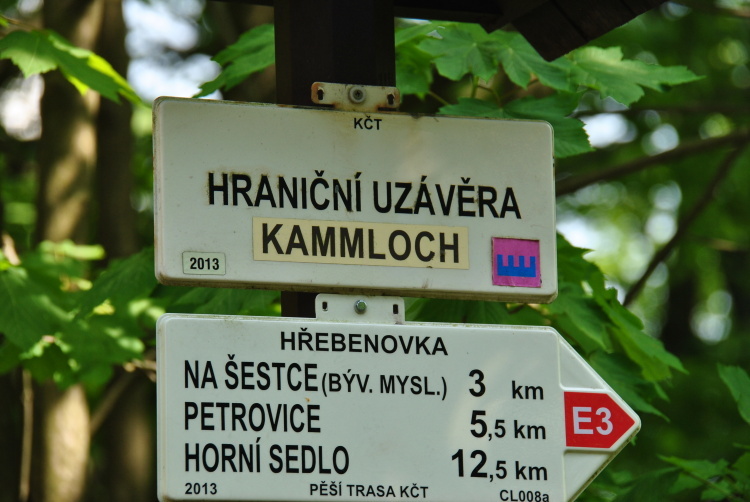 KČT
HRANIČNÍ UZÁVĚRA
KAMMLOCH
2013
HŘEBENOVKA
NA ŠESTCE (BÝV. MYSL.) 3 km
PETROVICE 5,5 km
HORNÍ SEDLO 12,5 km
E3
2013 PĚŠÍ TRASA KČT CL008a